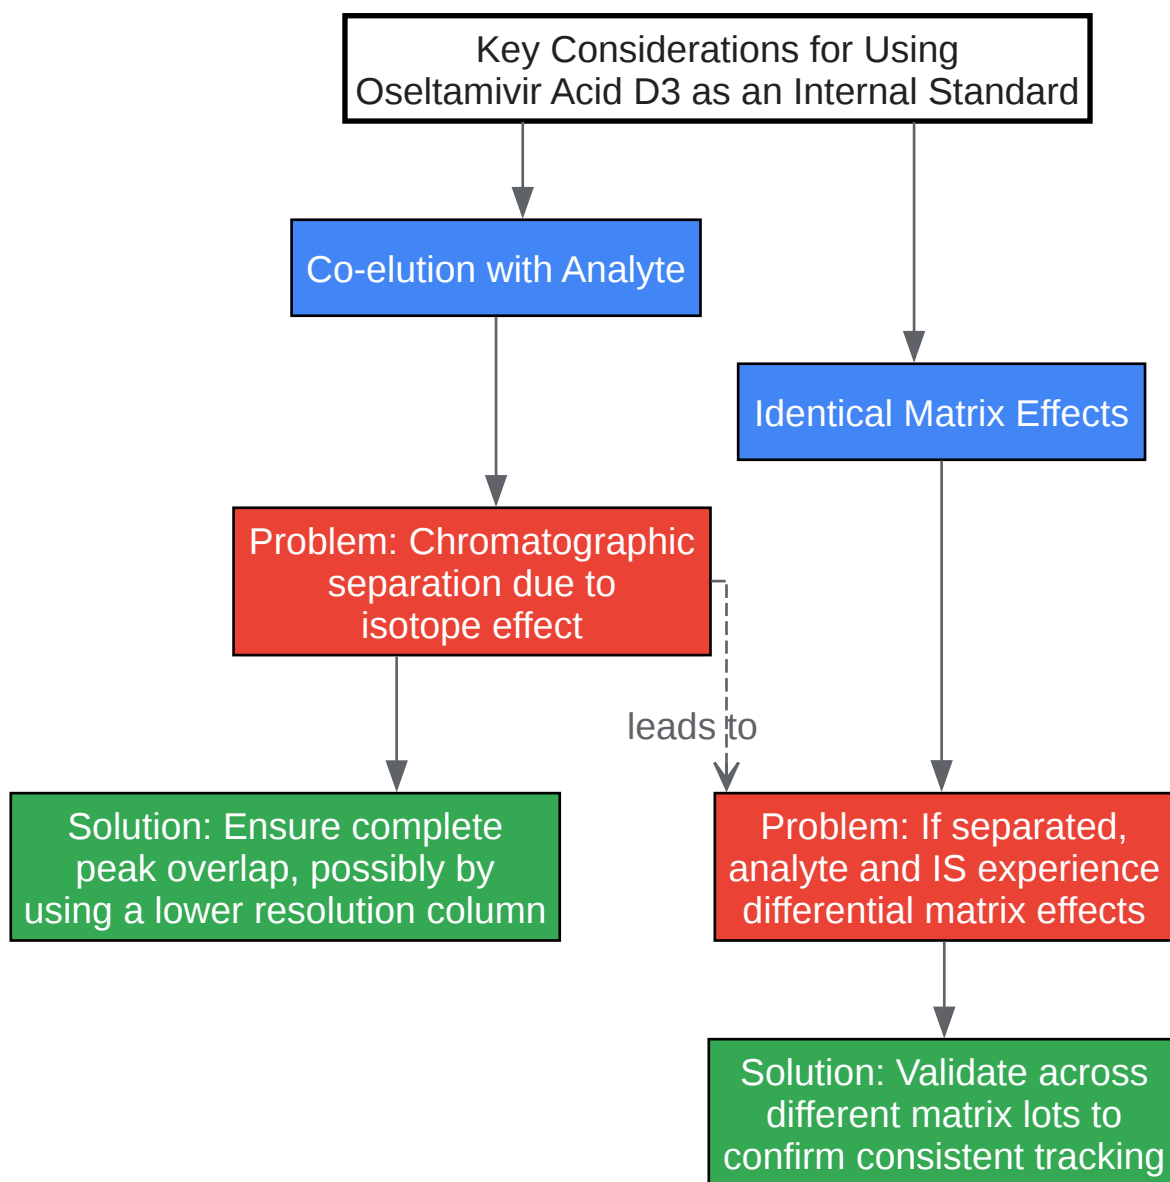 Key Considerations for Using
Oseltamivir Acid D3 as an Internal Standard
Co-elution with Analyte
Identical Matrix Effects
Problem: Chromatographic
separation due to
isotope effect
leads to
Solution: Ensure complete
peak overlap, possibly by
using a lower resolution column
Problem: If separated,
analyte and IS experience
differential matrix effects
Solution: Validate across
different matrix lots to
confirm consistent tracking